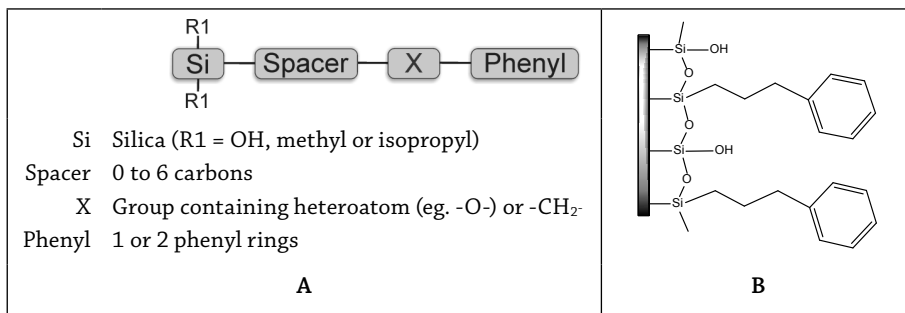 R1
Si Spacer X Phenyl
R1
Si Silica (R1 = OH, methyl or isopropyl)
Spacer 0 to 6 carbons
X Group containing heteroatom (eg. -O-) or -CH2-
Phenyl 1 or 2 phenyl rings
A
Si OH
O
Si
O
Si OH
O
Si
B